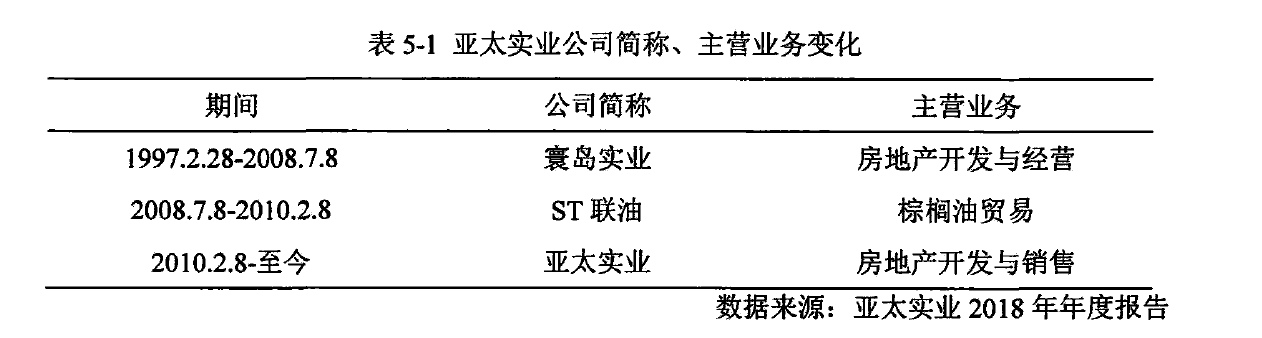 表 5-1 亚太实业公司简称、主营业务变化
期间 公司简称 主营业务
1997.2.28-2008.7.8 寰岛实业 房地产开发与经营
2008.7.8-2010.2.8 ST 联油 棕榈油贸易
2010.2.8-至今 亚太实业 房地产开发与销售
数据来源：亚太实业 2018 年年度报告